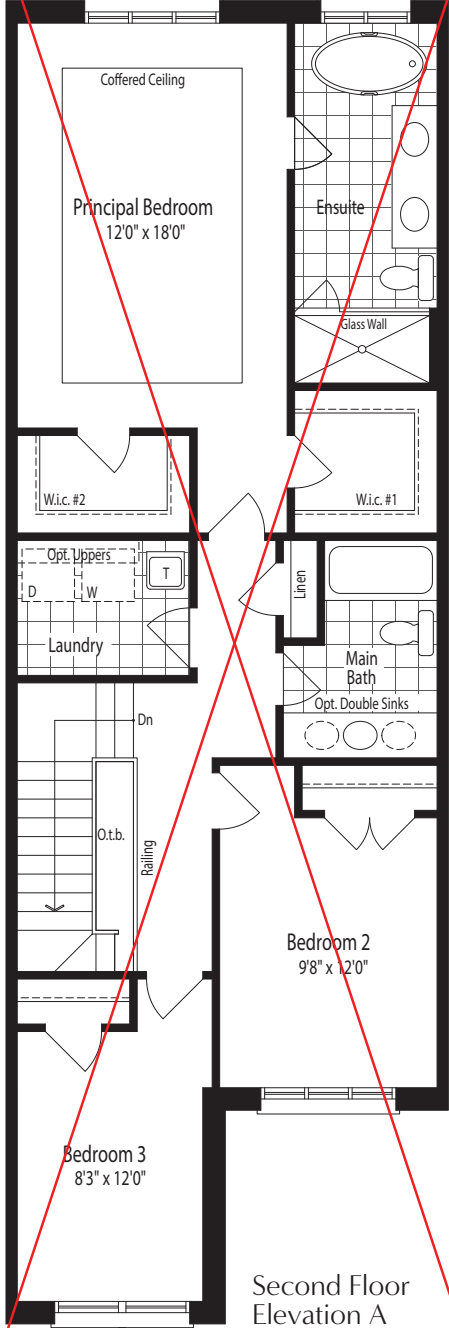 Coffered Ceiling
Principal Bedroom
12'0" x 18'0"
Ensuite
Glass Wall
W.i.c. #2
W.i.c. #1
Opt. Uppers
D
W
T
Laundry
Linen
Main
Bath
Opt. Double Sinks
Dn
O.t.b.
Railing
Bedroom 2
9'8" x 12'0"
Bedroom 3
8'3" x 12'0"
Second Floor
Elevation A